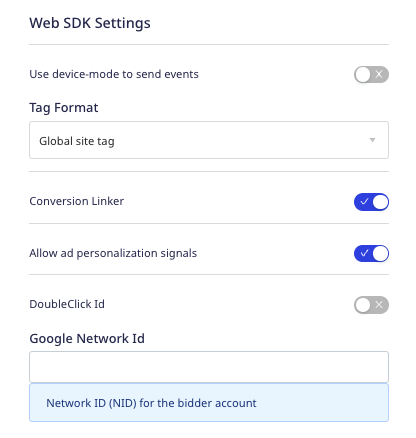 Web SDK Settings
Use device-mode to send events
Tag Format
Global site tag
Conversion Linker
Allow ad personalization signals
DoubleClick Id
Google Network Id
Network ID (NID) for the bidder account